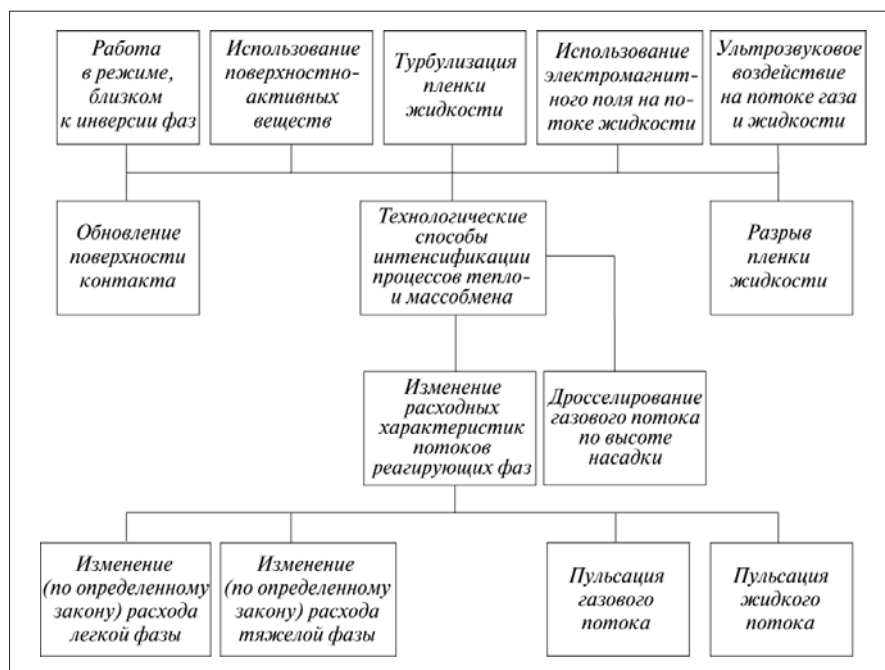 Работа
в режиме,
близком
к инверсии фаз
Использование
поверхностно-
активных
веществ
Турбулизация
пленки
жидкости
Использование
электромагнит-
ного поля на по-
токе жидкости
Ультрозвуковое
воздействие
на потоке газа
и жидкости
Обновление
поверхности
контакта
Технологические
способы
интенсификации
процессов тепло-
и массобмена
Разрыв
пленки
жидкости
Изменение
расходных
характеристик
потоков
реагирующих фаз
Дросселирование
газового потока
по высоте
насадки
Изменение
(по определенному
закону) расхода
легкой фазы
Изменение
(по определенному
закону) расхода
тяжелой фазы
Пульсация
газового
потока
Пульсация
жидкого
потока